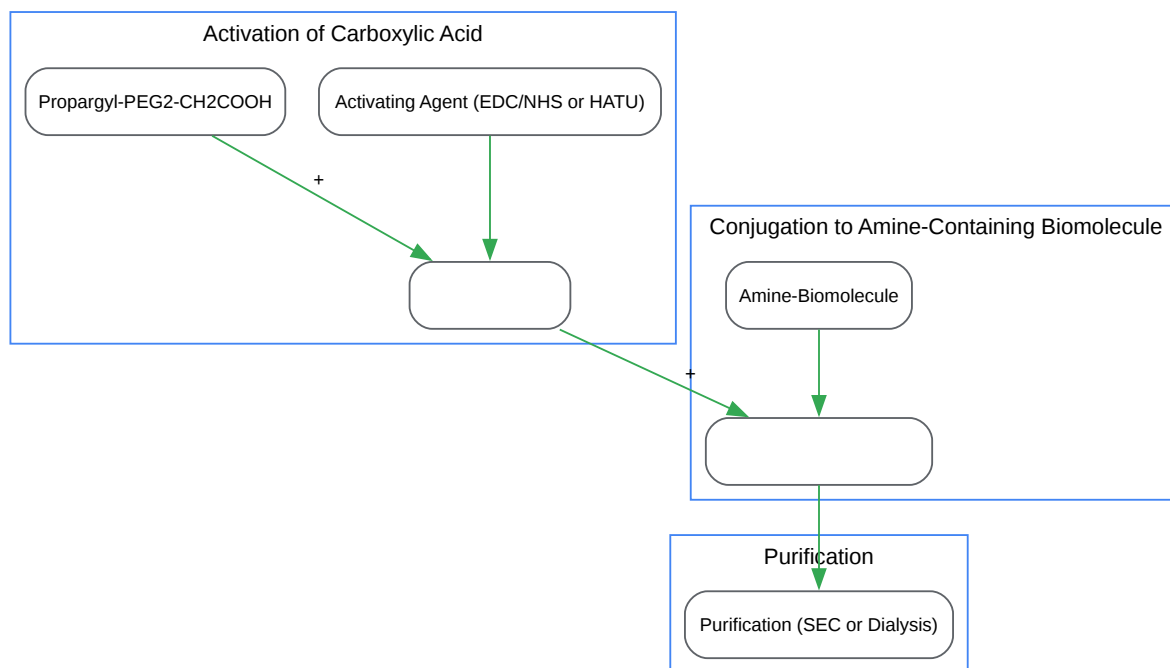 Activation of Carboxylic Acid
Propargyl-PEG2-CH2COOH
Activating Agent (EDC/NHS or HATU)
+
Conjugation to Amine-Containing Biomolecule
Amine-Biomolecule
+
Purification
Purification (SEC or Dialysis)